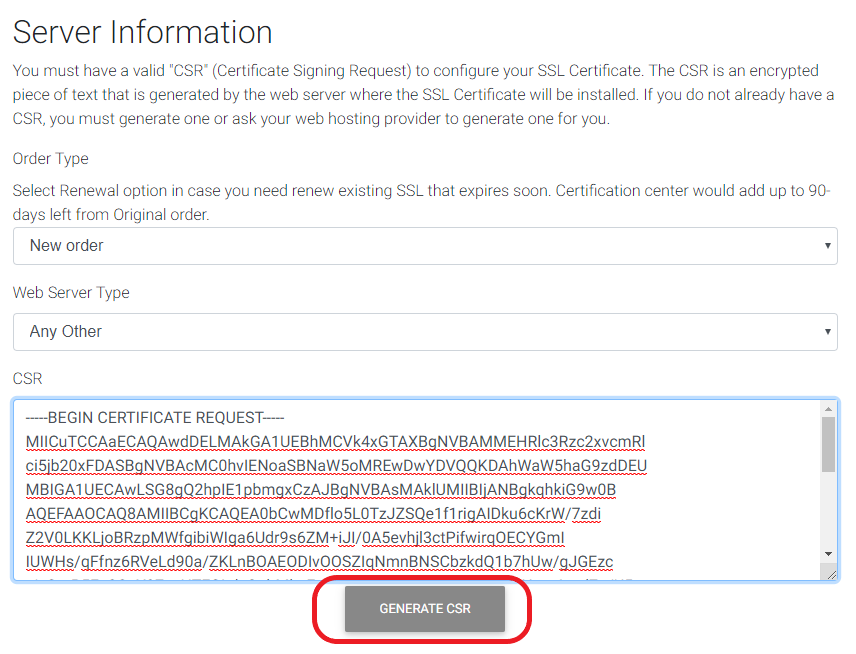 Server Information
You must have a valid "CSR" (Certificate Signing Request) to configure your SSL Certificate. The CSR is an encrypted
piece of text that is generated by the web server where the SSL Certificate will be installed. If you do not already have a
CSR, you must generate one or ask your web hosting provider to generate one for you.
Order Type
Select Renewal option in case you need renew existing SSL that expires soon. Certification center would add up to 90-
days left from Original order.
New order
Web Server Type
Any Other
CSR
-----BEGIN CERTIFICATE REQUEST-----
MIICuTCCAaECAQAwdDELMAkGA1UEBhMCVk4xGTAXBgNVBAMMEHRlc3Rzc2xvcmRl
ci5jb20xFDASBgNVBAcMC0hvIENoaSBNaW5oMREwDwYDVQQKDAhWaW5haG9zdDEU
MBIGA1UECAwLSG8gQ2hpIE1pbmgxCzAJBgNVBAsMAklUMIIBIjANBgkqhkiG9w0B
AQEFAAOCAQ8AMIIBCgKCAQEA0bCwMDflo5L0TzJZSQe1f1rigAIDku6cKrW/7zdi
Z2V0LKKLjoBRzpMWfgibiWIga6Udr9s6ZM+iJI/0A5evhjl3ctPifwirqOECYGmI
IUWHs/gFfnz6RVeLd90a/ZKLnBOAEODIvOOSZIgNmnBNSCbzkdQ1b7hUw/gJGEzc
GENERATE CSR